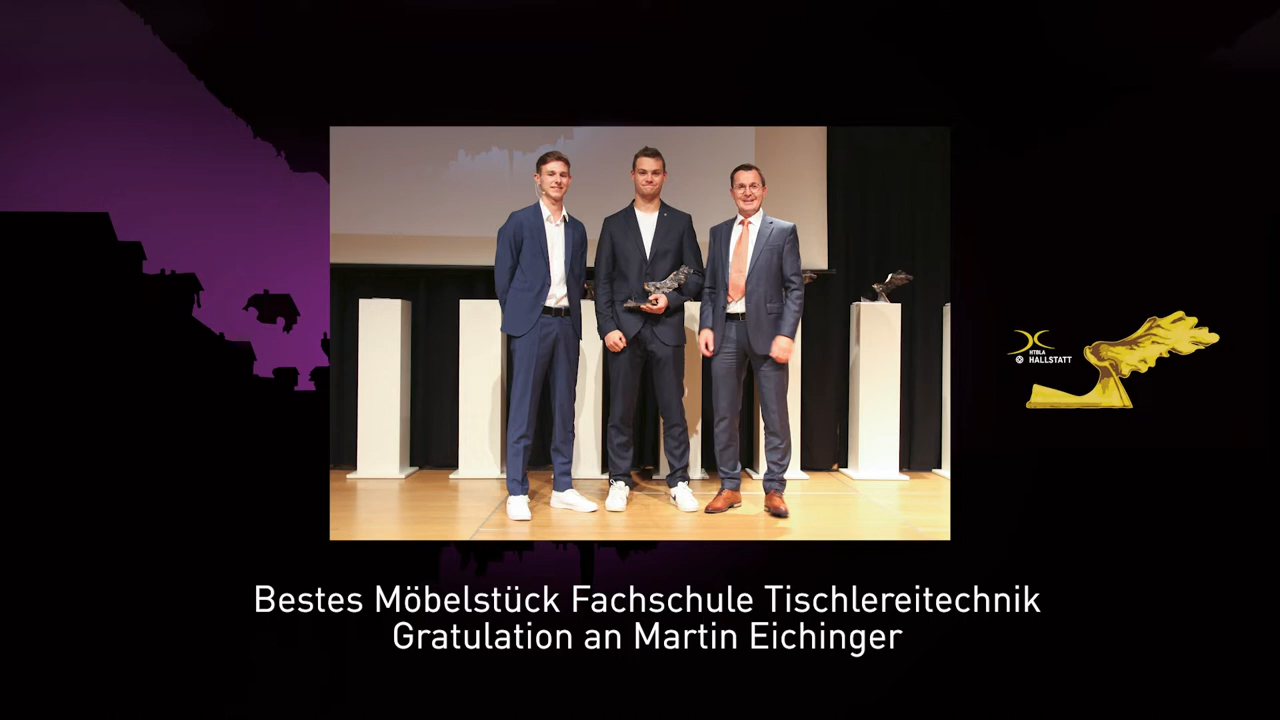 HTBLA
HALLSTATT
Bestes Möbelstück Fachschule Tischlereitechnik
Gratulation an Martin Eichinger